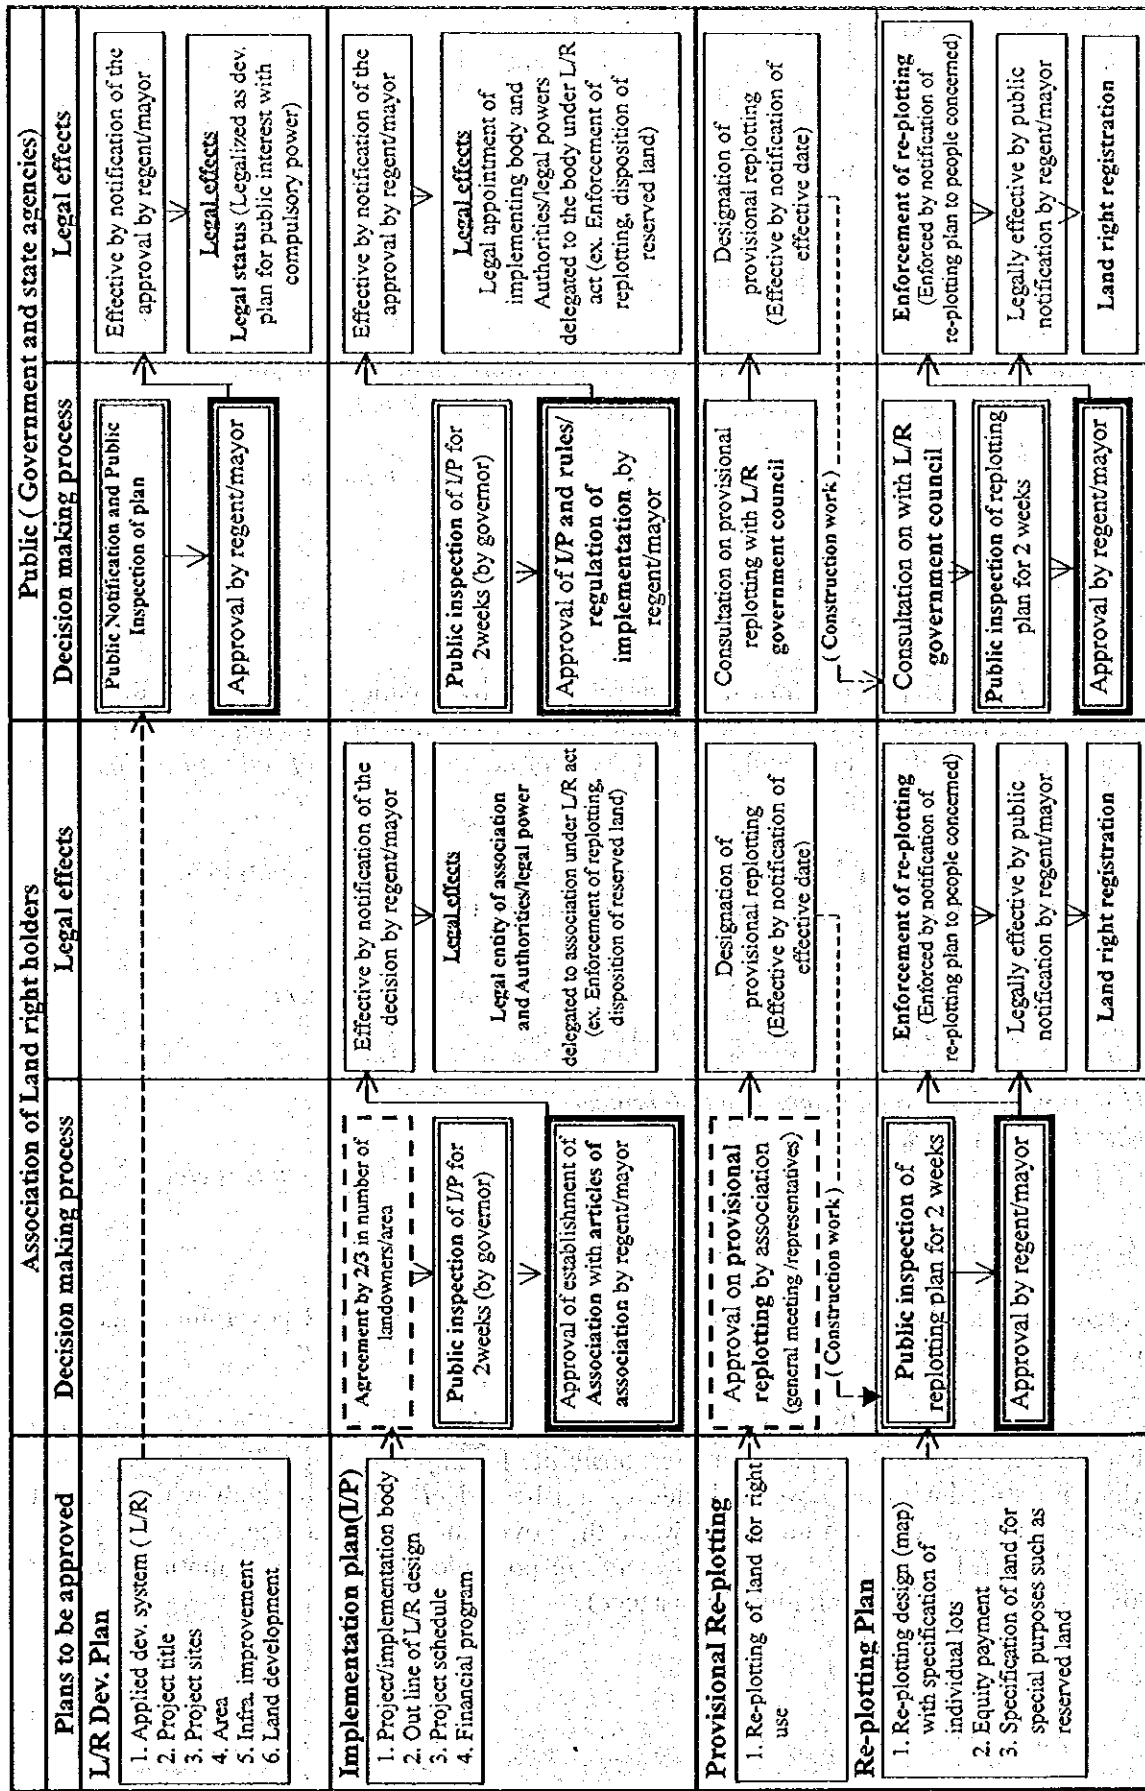 Association of Land right holders
Public ( Government and state agencies)
Plans to be approved
Decision making process
Legal effects
Decision making process
Legal effects
L/R Dev. Plan
1. Applied dev. system ( L/R)
2. Project title
3. Project sites
4. Area
5. Infra. improvement
6. Land development
Public Notification and Public
Inspection of plan
Approval by regent/mayor
Effective by notification of the
approval by regent/mayor
Legal effects
Legal status (Legalized as dev.
plan for public interest with
compulsory power)
Implementation plan(I/P)
1. Project/implementation body
2. Out line of L/R design
3. Project schedule
4. Financial program
Agreement by 2/3 in number of
landowners/area
Public inspection of I/P for
2weeks (by governor)
Approval of establishment of
Association with articles of
association by regent/mayor
Effective by notification of the
decision by regent/mayor
Legal effects
Legal entity of association
and Authorities/legal power
delegated to association under L/R act
(ex. Enforcement of replotting,
disposition of reserved land)
Public inspection of I/P for
2weeks (by governor)
Approval of I/P and rules/
regulation of
implementation ,by
regent/mayor
Effective by notification of the
approval by regent/mayor
Legal effects
Legal appointment of
implementing body and
Authorities/legal powers
delegated to the body under L/R
act (ex. Enforcement of
replotting, disposition of
reserved land)
Provisional Re-plotting
1. Re-plotting of land for right
use
Approval on provisional
replotting by association
(general meeting /representatives)
Designation of
provisional replotting
(Effective by notification of
effective date)
Consultation on provisional
replotting with L/R
government council
Designation of
provisional replotting
(Effective by notification of
effective date)
( Construction work )
( Construction work )
Re-plotting Plan
1. Re-plotting design (map)
with specification of
individual lots
2. Equity payment
3. Specification of land for
special purposes such as
reserved land
Public inspection of
replotting plan for 2 weeks
Approval by regent/mayor
Enforcement of re-plotting
(Enforced by notification of
re-plotting plan to people concerned)
Legally effective by public
notification by regent/mayor
Land right registration
Consultation on with L/R
government council
Public inspection of replotting
plan for 2 weeks
Approval by regent/mayor
Enforcement of re-plotting
(Enforced by notification of
re-plotting plan to people concerned)
Legally effective by public
notification by regent/mayor
Land right registration